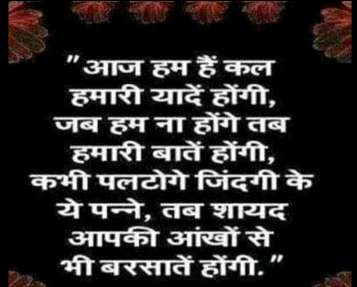 "आज हम हैं कल
हमारी यादें होंगी,
जब हम ना होंगे तब
हमारी बातें होंगी,
कभी पलटोगे जिंदगी के
ये पन्ने, तब शायद
आपकी आंखों से
भी बरसातें होंगी."